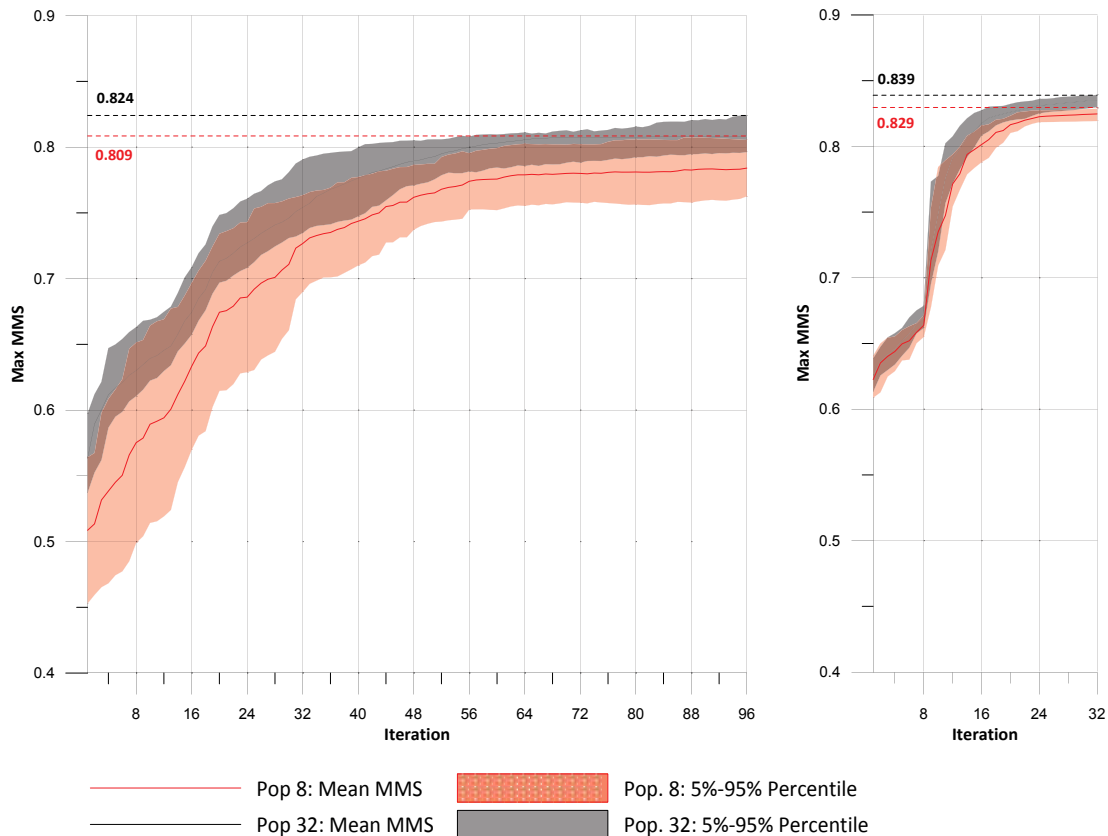 0.9
0.8
0.7
0.6
0.5
0.4
Max MMS
0.824
0.809
8 16 24 32 40 48 56 64 72 80 88 96
Iteration
0.9
0.8
0.7
0.6
0.5
0.4
Max MMS
0.839
0.829
8 16 24 32
Iteration
Pop 8: Mean MMS
Pop. 8: 5%-95% Percentile
Pop 32: Mean MMS
Pop. 32: 5%-95% Percentile